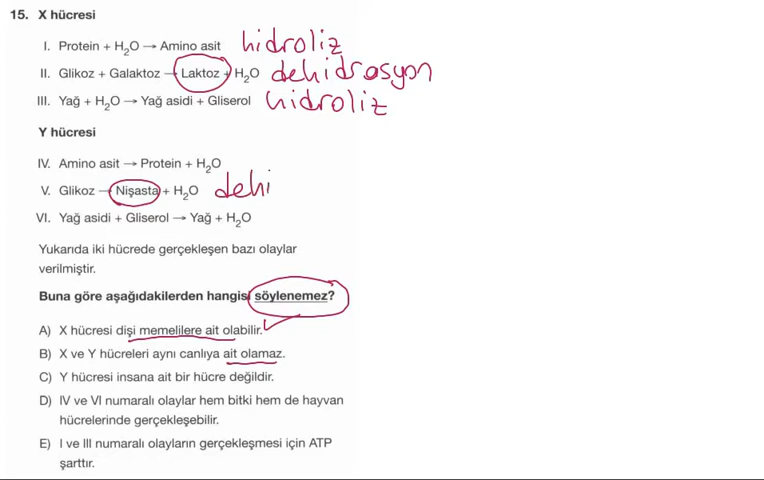 15. X hücresi
I. Protein + H₂O → Amino asit hidroliz
II. Glikoz + Galaktoz → Laktoz + H₂O dehidrasyon
III. Yağ + H₂O → Yağ asidi + Gliserol hidroliz
Y hücresi
IV. Amino asit → Protein + H₂O
V. Glikoz → Nişasta + H₂O dehi
VI. Yağ asidi + Gliserol → Yağ + H₂O
Yukarıda iki hücrede gerçekleşen bazı olaylar
verilmiştir.
Buna göre aşağıdakilerden hangisi söylenemez?
A) X hücresi dişi memelilere ait olabilir.
B) X ve Y hücreleri aynı canlıya ait olamaz.
C) Y hücresi insana ait bir hücre değildir.
D) IV ve VI numaralı olaylar hem bitki hem de hayvan
hücrelerinde gerçekleşebilir.
E) I ve III numaralı olayların gerçekleşmesi için ATP
şarttır.